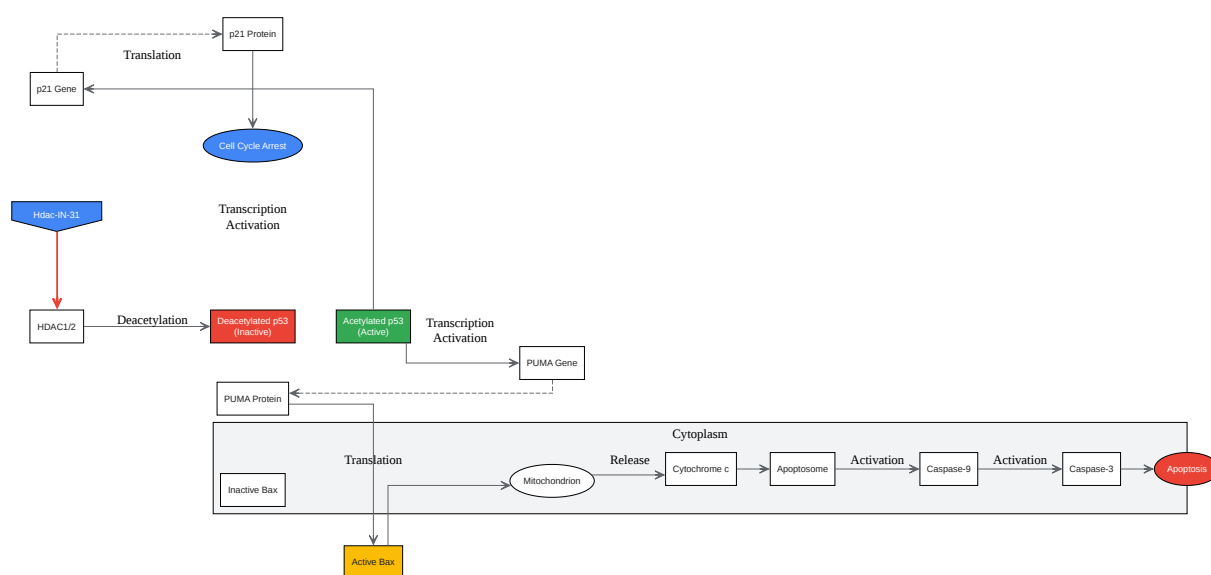 p21 Protein
Translation
p21 Gene
Cell Cycle Arrest
Hdac-IN-31
Transcription
Activation
HDAC1/2
Deacetylation
Deacetylated p53
(Inactive)
Acetylated p53
(Active)
Transcription
Activation
PUMA Gene
PUMA Protein
Cytoplasm
Translation
Inactive Bax
Mitochondrion
Release
Cytochrome c
Apoptosome
Activation
Caspase-9
Activation
Caspase-3
Apoptosis
Active Bax